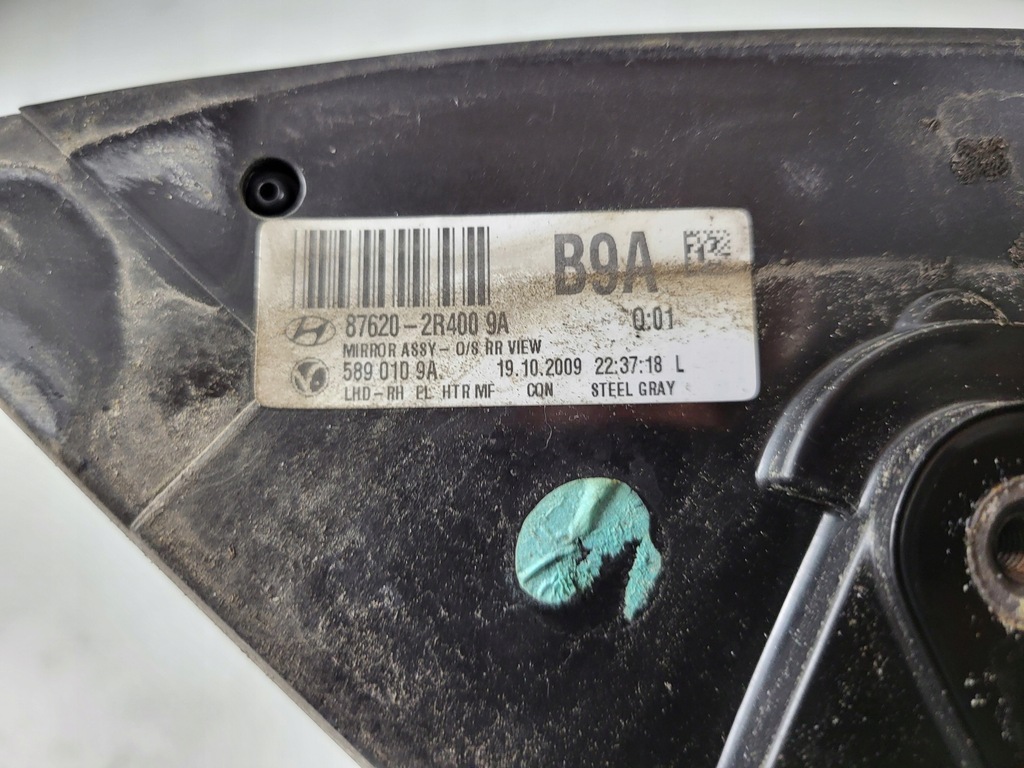 B9A
87620-2R400 9A Q:01
MIRROR ASSY- O/S RR VIEW
589 010 9A 19.10.2009 22:37:18 L
LHD-RH EL HTR MF CON STEEL GRAY